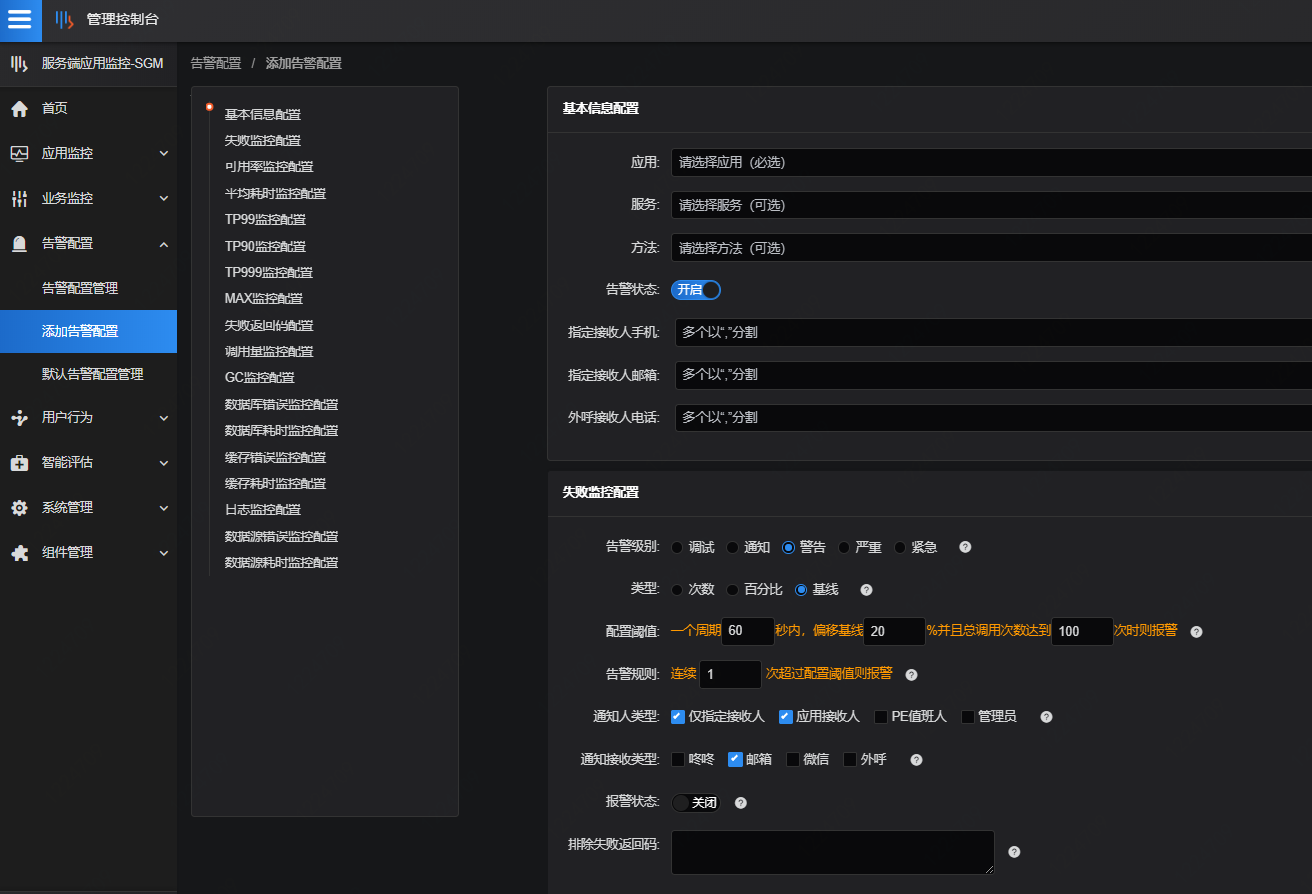 管理控制台
服务端应用监控-SGM
首页
应用监控
业务监控
告警配置
告警配置管理
添加告警配置
默认告警配置管理
用户行为
智能评估
系统管理
组件管理
告警配置 / 添加告警配置
基本信息配置
失败监控配置
可用率监控配置
平均耗时监控配置
TP99监控配置
TP90监控配置
TP999监控配置
MAX监控配置
失败返回码配置
调用量监控配置
GC监控配置
数据库错误监控配置
数据库耗时监控配置
缓存错误监控配置
缓存耗时监控配置
日志监控配置
数据源错误监控配置
数据源耗时监控配置
基本信息配置
应用: 请选择应用（必选）
服务: 请选择服务（可选）
方法: 请选择方法（可选）
告警状态: 开启
指定接收人手机: 多个以“,”分割
指定接收人邮箱: 多个以“,”分割
外呼接收人电话: 多个以“,”分割
失败监控配置
告警级别: 调试 通知 警告 严重 紧急 ?
类型: 次数 百分比 基线 ?
配置阈值: 一个周期 60 秒内，偏移基线 20 %并且总调用次数达到 100 次时则报警 ?
告警规则: 连续 1 次超过配置阈值则报警 ?
通知人类型: 仅指定接收人 应用接收人 PE值班人 管理员 ?
通知接收类型: 咚咚 邮箱 微信 外呼 ?
报警状态: 关闭 ?
排除失败返回码: ?